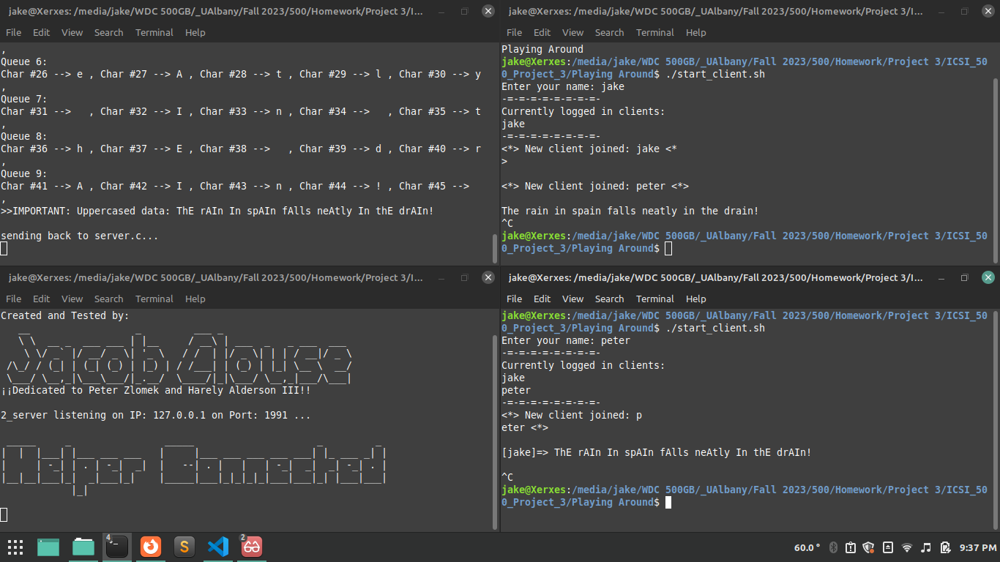 jake@Xerxes: /media/jake/WDC 500GB/_UAlbany/Fall 2023/500/Homework/Project 3/I...
File Edit View Search Terminal Help
,
Queue 6:
Char #26 --> e , Char #27 --> A , Char #28 --> t , Char #29 --> l , Char #30 --> y
,
Queue 7:
Char #31 -->   , Char #32 --> I , Char #33 --> n , Char #34 -->   , Char #35 --> t
,
Queue 8:
Char #36 --> h , Char #37 --> E , Char #38 -->   , Char #39 --> d , Char #40 --> r
,
Queue 9:
Char #41 --> A , Char #42 --> I , Char #43 --> n , Char #44 --> ! , Char #45 -->
,
>>IMPORTANT: Uppercased data: ThE rAIn In spAIn fAlls neAtly In thE drAIn!
sending back to server.c...
jake@Xerxes: /media/jake/WDC 500GB/_UAlbany/Fall 2023/500/Homework/Project 3/I...
File Edit View Search Terminal Help
Playing Around
jake@Xerxes:/media/jake/WDC 500GB/_UAlbany/Fall 2023/500/Homework/Project 3/ICSI_50
0_Project_3/Playing Around$ ./start_client.sh
Enter your name: jake
-=-=-=-=-=-=-=-=-
Currently logged in clients:
jake
-=-=-=-=-=-=-=-=-
<*> New client joined: jake <*
>
<*> New client joined: peter <*>
The rain in spain falls neatly in the drain!
^C
jake@Xerxes:/media/jake/WDC 500GB/_UAlbany/Fall 2023/500/Homework/Project 3/ICSI_50
0_Project_3/Playing Around$
jake@Xerxes: /media/jake/WDC 500GB/_UAlbany/Fall 2023/500/Homework/Project 3/I...
File Edit View Search Terminal Help
Created and Tested by:
Jacob Clouse
¡¡Dedicated to Peter Zlomek and Harely Alderson III!!
2_server listening on IP: 127.0.0.1 on Port: 1991 ...
Helper Connected
jake@Xerxes: /media/jake/WDC 500GB/_UAlbany/Fall 2023/500/Homework/Project 3/I...
File Edit View Search Terminal Help
jake@Xerxes:/media/jake/WDC 500GB/_UAlbany/Fall 2023/500/Homework/Project 3/ICSI_50
0_Project_3/Playing Around$ ./start_client.sh
Enter your name: peter
-=-=-=-=-=-=-=-=-
Currently logged in clients:
jake
peter
-=-=-=-=-=-=-=-=-
<*> New client joined: p
eter <*>
[jake]=> ThE rAIn In spAIn fAlls neAtly In thE drAIn!
^C
jake@Xerxes:/media/jake/WDC 500GB/_UAlbany/Fall 2023/500/Homework/Project 3/ICSI_50
0_Project_3/Playing Around$
4 S 2 60.0 ° 9:37 PM